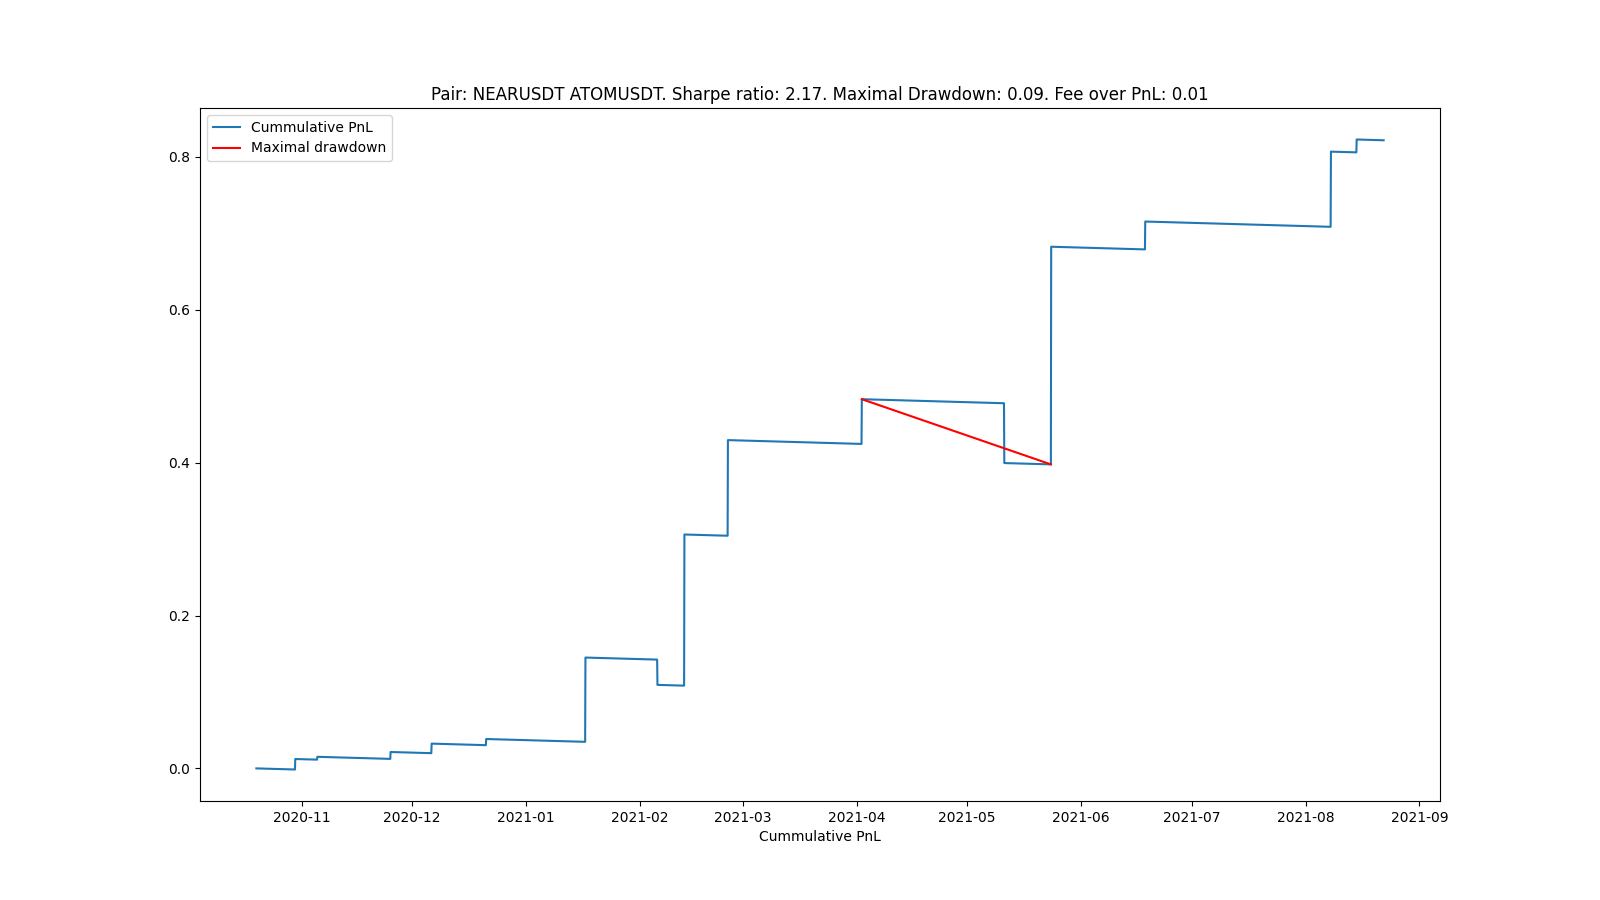 Pair: NEARUSDT ATOMUSDT. Sharpe ratio: 2.17. Maximal Drawdown: 0.09. Fee over PnL: 0.01
Cummulative PnL
Maximal drawdown
0.8
0.6
0.4
0.2
0.0
2020-11 2020-12 2021-01 2021-02 2021-03 2021-04 2021-05 2021-06 2021-07 2021-08 2021-09
Cummulative PnL